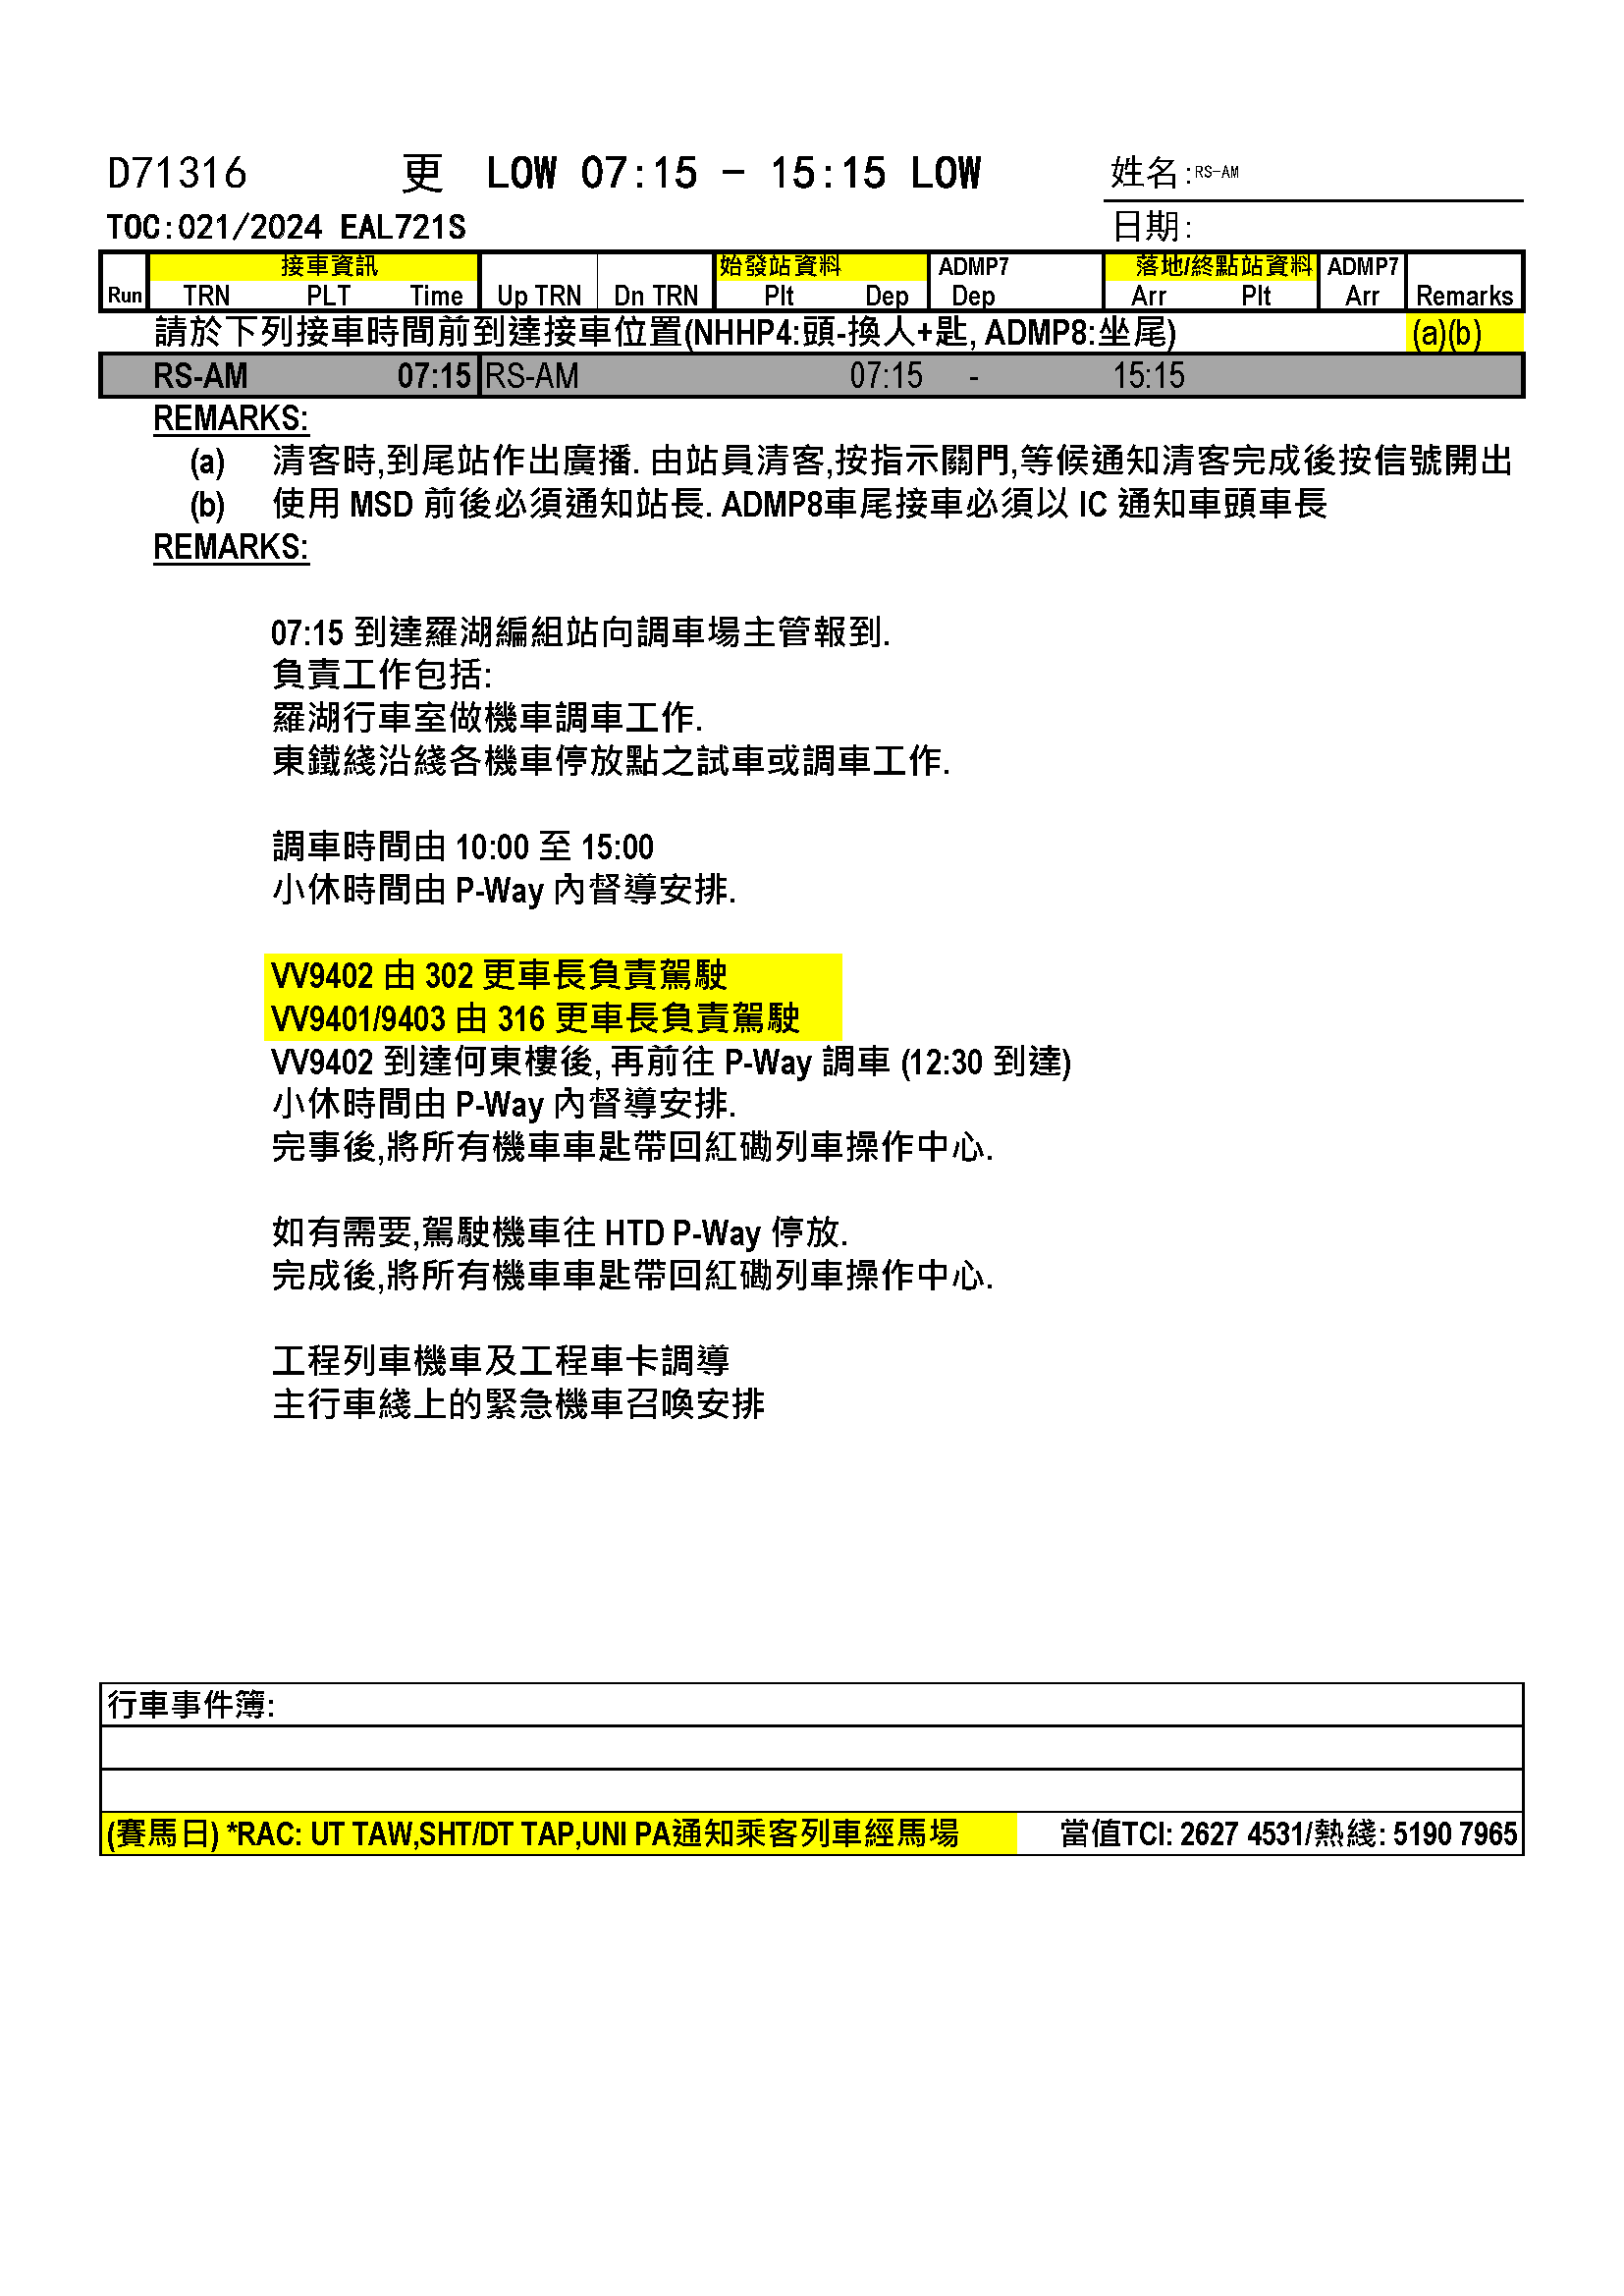 D71316 更 LOW 07:15 - 15:15 LOW 姓名:RS-AM
TOC:021/2024 EAL721S 日期:
接車資訊 始發站資料 ADMP7 落地/終點站資料 ADMP7
Run TRN PLT Time Up TRN Dn TRN Plt Dep Dep Arr Plt Arr Remarks
請於下列接車時間前到達接車位置(NHHP4:頭-換人+匙, ADMP8:坐尾) (a)(b)
RS-AM 07:15 RS-AM 07:15 - 15:15
REMARKS:
(a) 清客時,到尾站作出廣播. 由站員清客,按指示關門,等候通知清客完成後按信號開出
(b) 使用 MSD 前後必須通知站長. ADMP8車尾接車必須以 IC 通知車頭車長
REMARKS:
07:15 到達羅湖編組站向調車場主管報到.
負責工作包括:
羅湖行車室做機車調車工作.
東鐵綫沿綫各機車停放點之試車或調車工作.
調車時間由 10:00 至 15:00
小休時間由 P-Way 內督導安排.
VV9402 由 302 更車長負責駕駛
VV9401/9403 由 316 更車長負責駕駛
VV9402 到達何東樓後, 再前往 P-Way 調車 (12:30 到達)
小休時間由 P-Way 內督導安排.
完事後,將所有機車車匙帶回紅磡列車操作中心.
如有需要,駕駛機車往 HTD P-Way 停放.
完成後,將所有機車車匙帶回紅磡列車操作中心.
工程列車機車及工程車卡調導
主行車綫上的緊急機車召喚安排
行車事件簿:
(賽馬日) *RAC: UT TAW,SHT/DT TAP,UNI PA通知乘客列車經馬場 當值TCI: 2627 4531/熱綫: 5190 7965